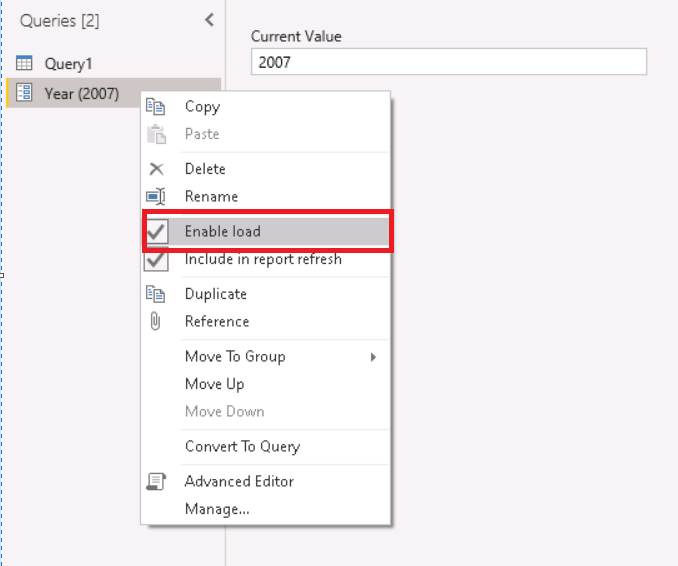 Queries [2]
Current Value
2007
Query1
Year (2007)
Copy
Paste
Delete
Rename
Enable load
Include in report refresh
Duplicate
Reference
Move To Group
Move Up
Move Down
Convert To Query
Advanced Editor
Manage...